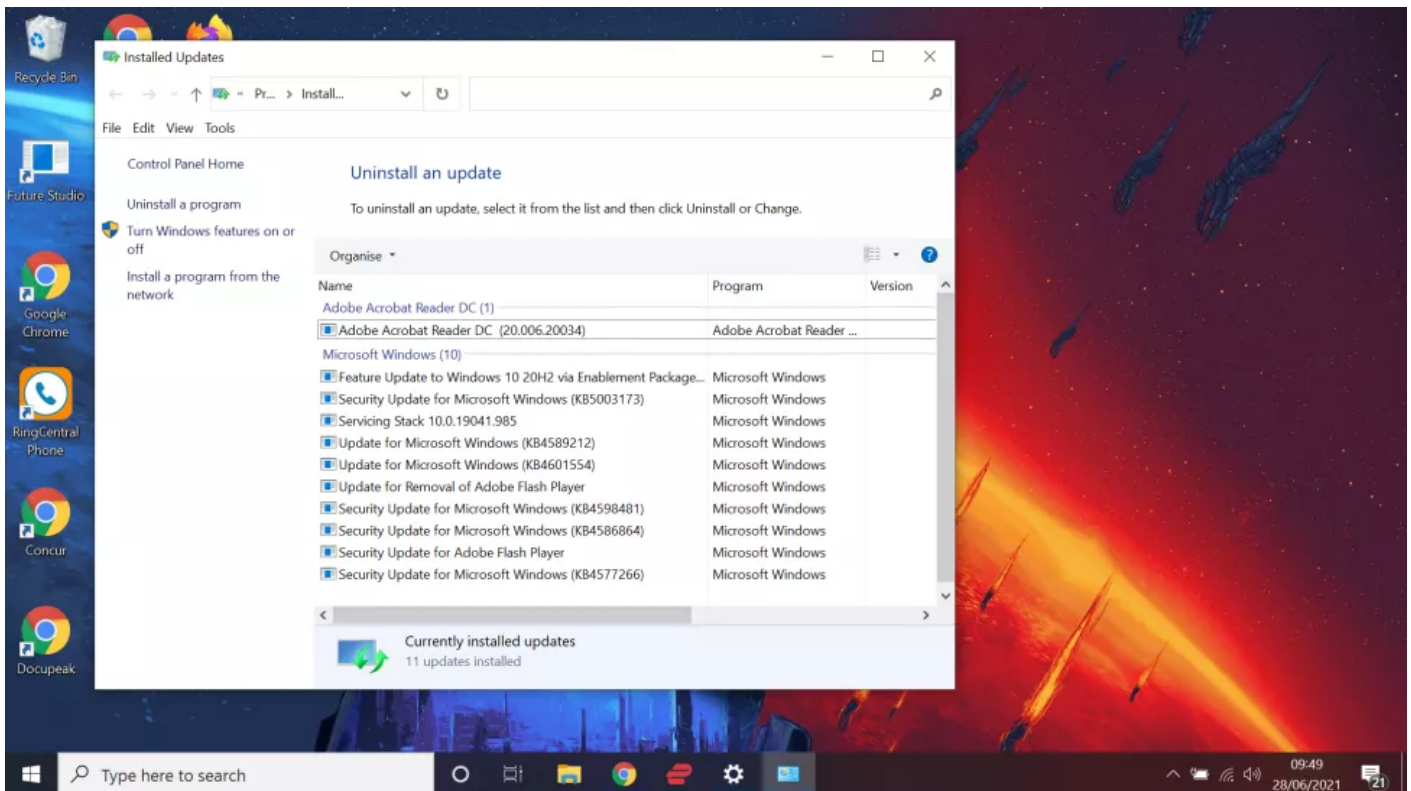 Recycle Bin
Future Studio
Google
Chrome
RingCentral
Phone
Concur
Docupeak
Installed Updates
« Pr... > Install...
File Edit View Tools
Control Panel Home
Uninstall a program
Turn Windows features on or
off
Install a program from the
network
Uninstall an update
To uninstall an update, select it from the list and then click Uninstall or Change.
Organise
Name Program Version
Adobe Acrobat Reader DC (1)
Adobe Acrobat Reader DC (20.006.20034) Adobe Acrobat Reader ...
Microsoft Windows (10)
Feature Update to Windows 10 20H2 via Enablement Package... Microsoft Windows
Security Update for Microsoft Windows (KB5003173) Microsoft Windows
Servicing Stack 10.0.19041.985 Microsoft Windows
Update for Microsoft Windows (KB4589212) Microsoft Windows
Update for Microsoft Windows (KB4601554) Microsoft Windows
Update for Removal of Adobe Flash Player Microsoft Windows
Security Update for Microsoft Windows (KB4598481) Microsoft Windows
Security Update for Microsoft Windows (KB4586864) Microsoft Windows
Security Update for Adobe Flash Player Microsoft Windows
Security Update for Microsoft Windows (KB4577266) Microsoft Windows
Currently installed updates
11 updates installed
Type here to search
09:49
28/06/2021
21